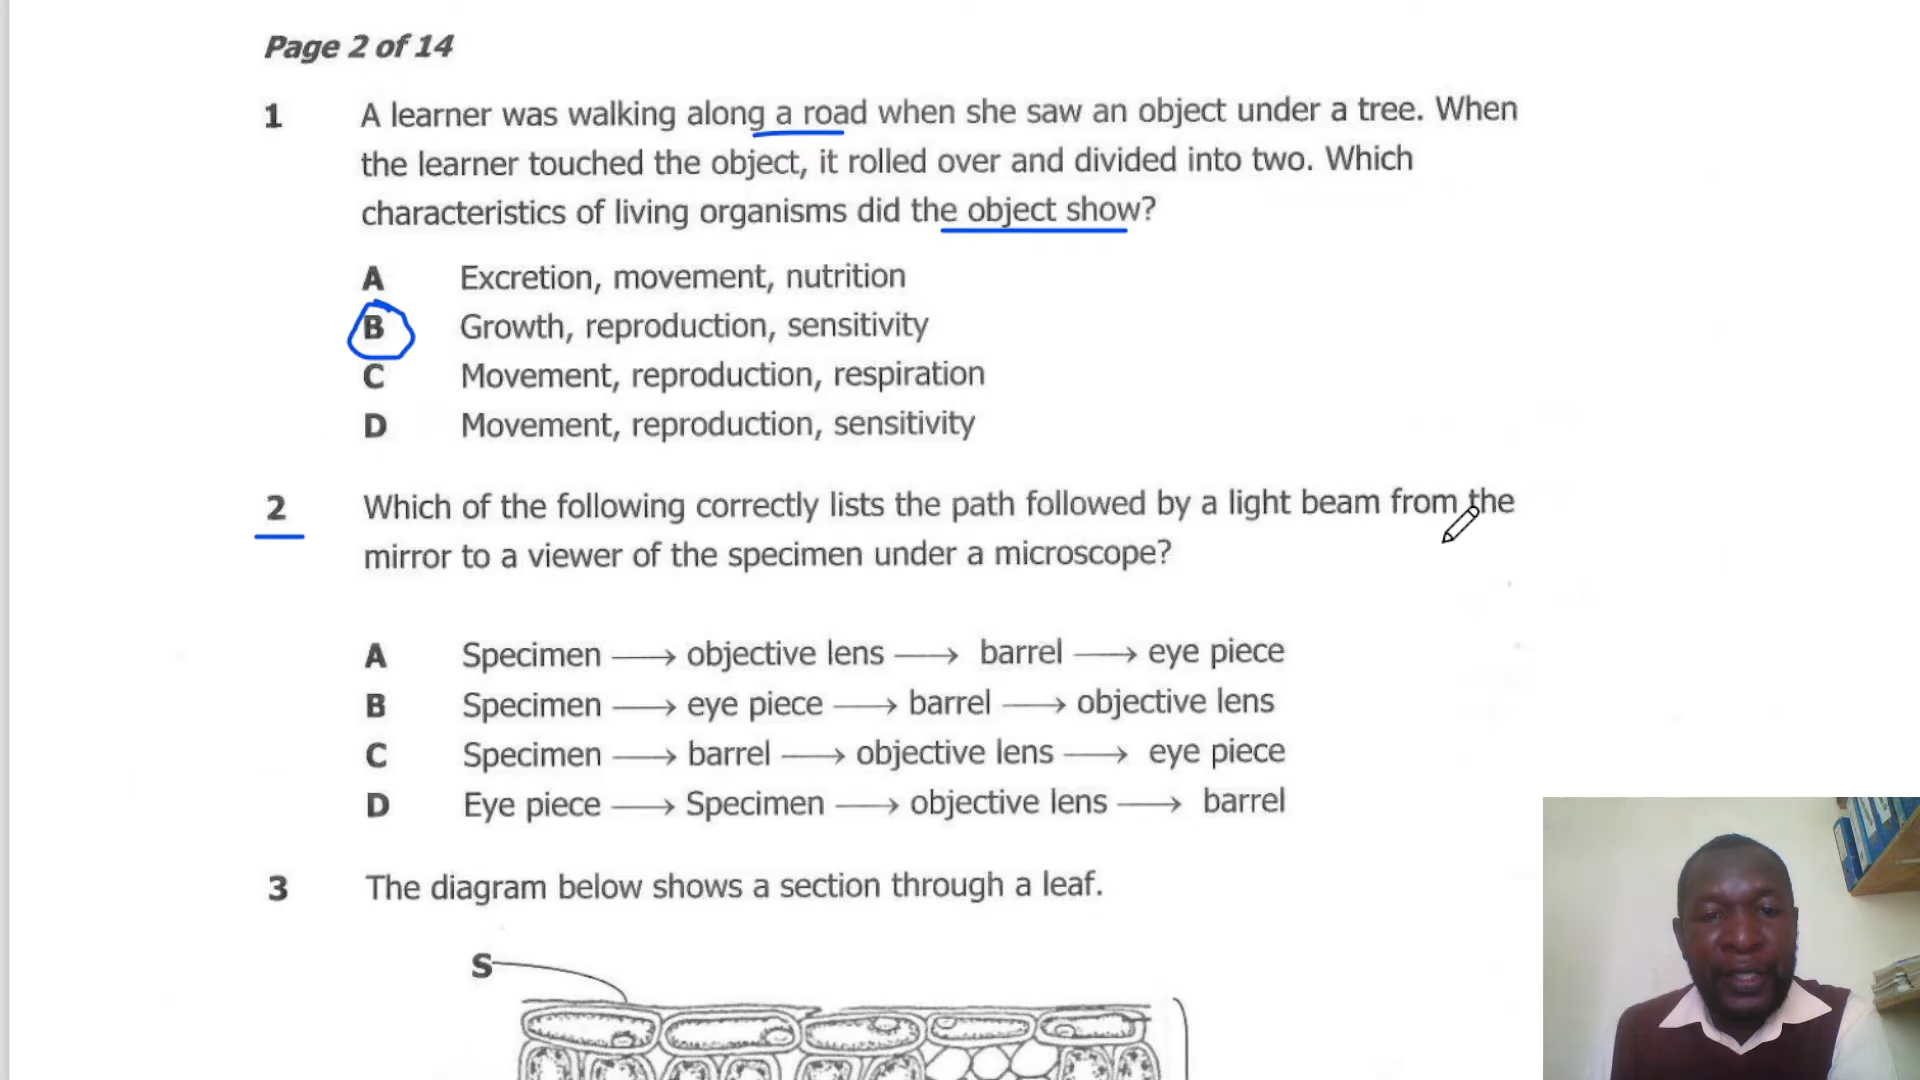 Page 2 of 14
1 A learner was walking along a road when she saw an object under a tree. When
the learner touched the object, it rolled over and divided into two. Which
characteristics of living organisms did the object show?
A Excretion, movement, nutrition
B Growth, reproduction, sensitivity
C Movement, reproduction, respiration
D Movement, reproduction, sensitivity
2 Which of the following correctly lists the path followed by a light beam from the
mirror to a viewer of the specimen under a microscope?
A Specimen ⟶ objective lens ⟶ barrel ⟶ eye piece
B Specimen ⟶ eye piece ⟶ barrel ⟶ objective lens
C Specimen ⟶ barrel ⟶ objective lens ⟶ eye piece
D Eye piece ⟶ Specimen ⟶ objective lens ⟶ barrel
3 The diagram below shows a section through a leaf.
S